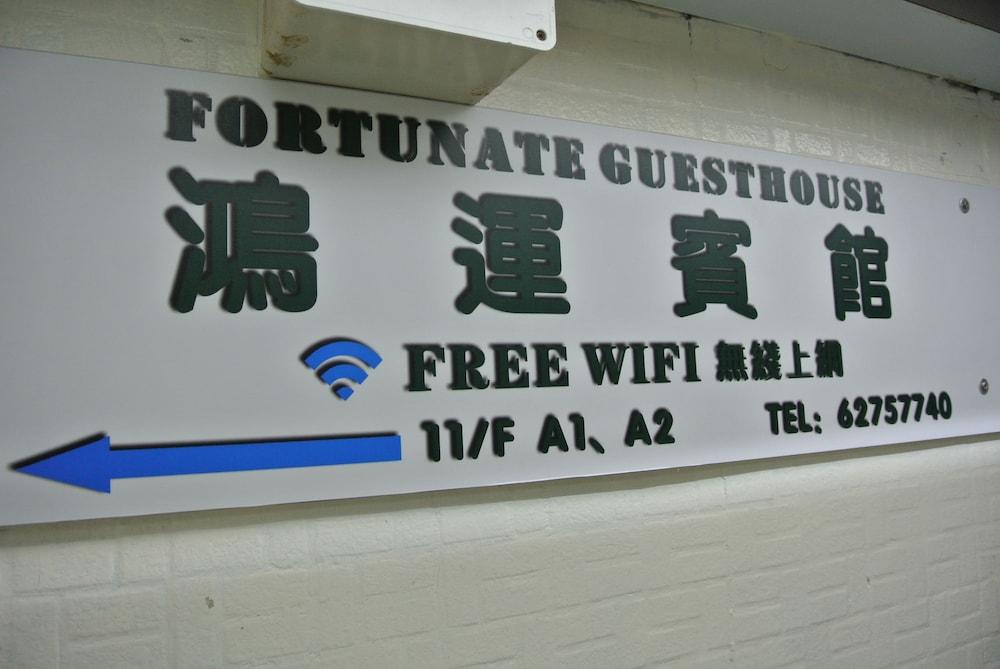 FORTUNATE GUESTHOUSE
鴻運賓館
FREE WIFI 無綫上網
11/F A1、A2 TEL: 62757740